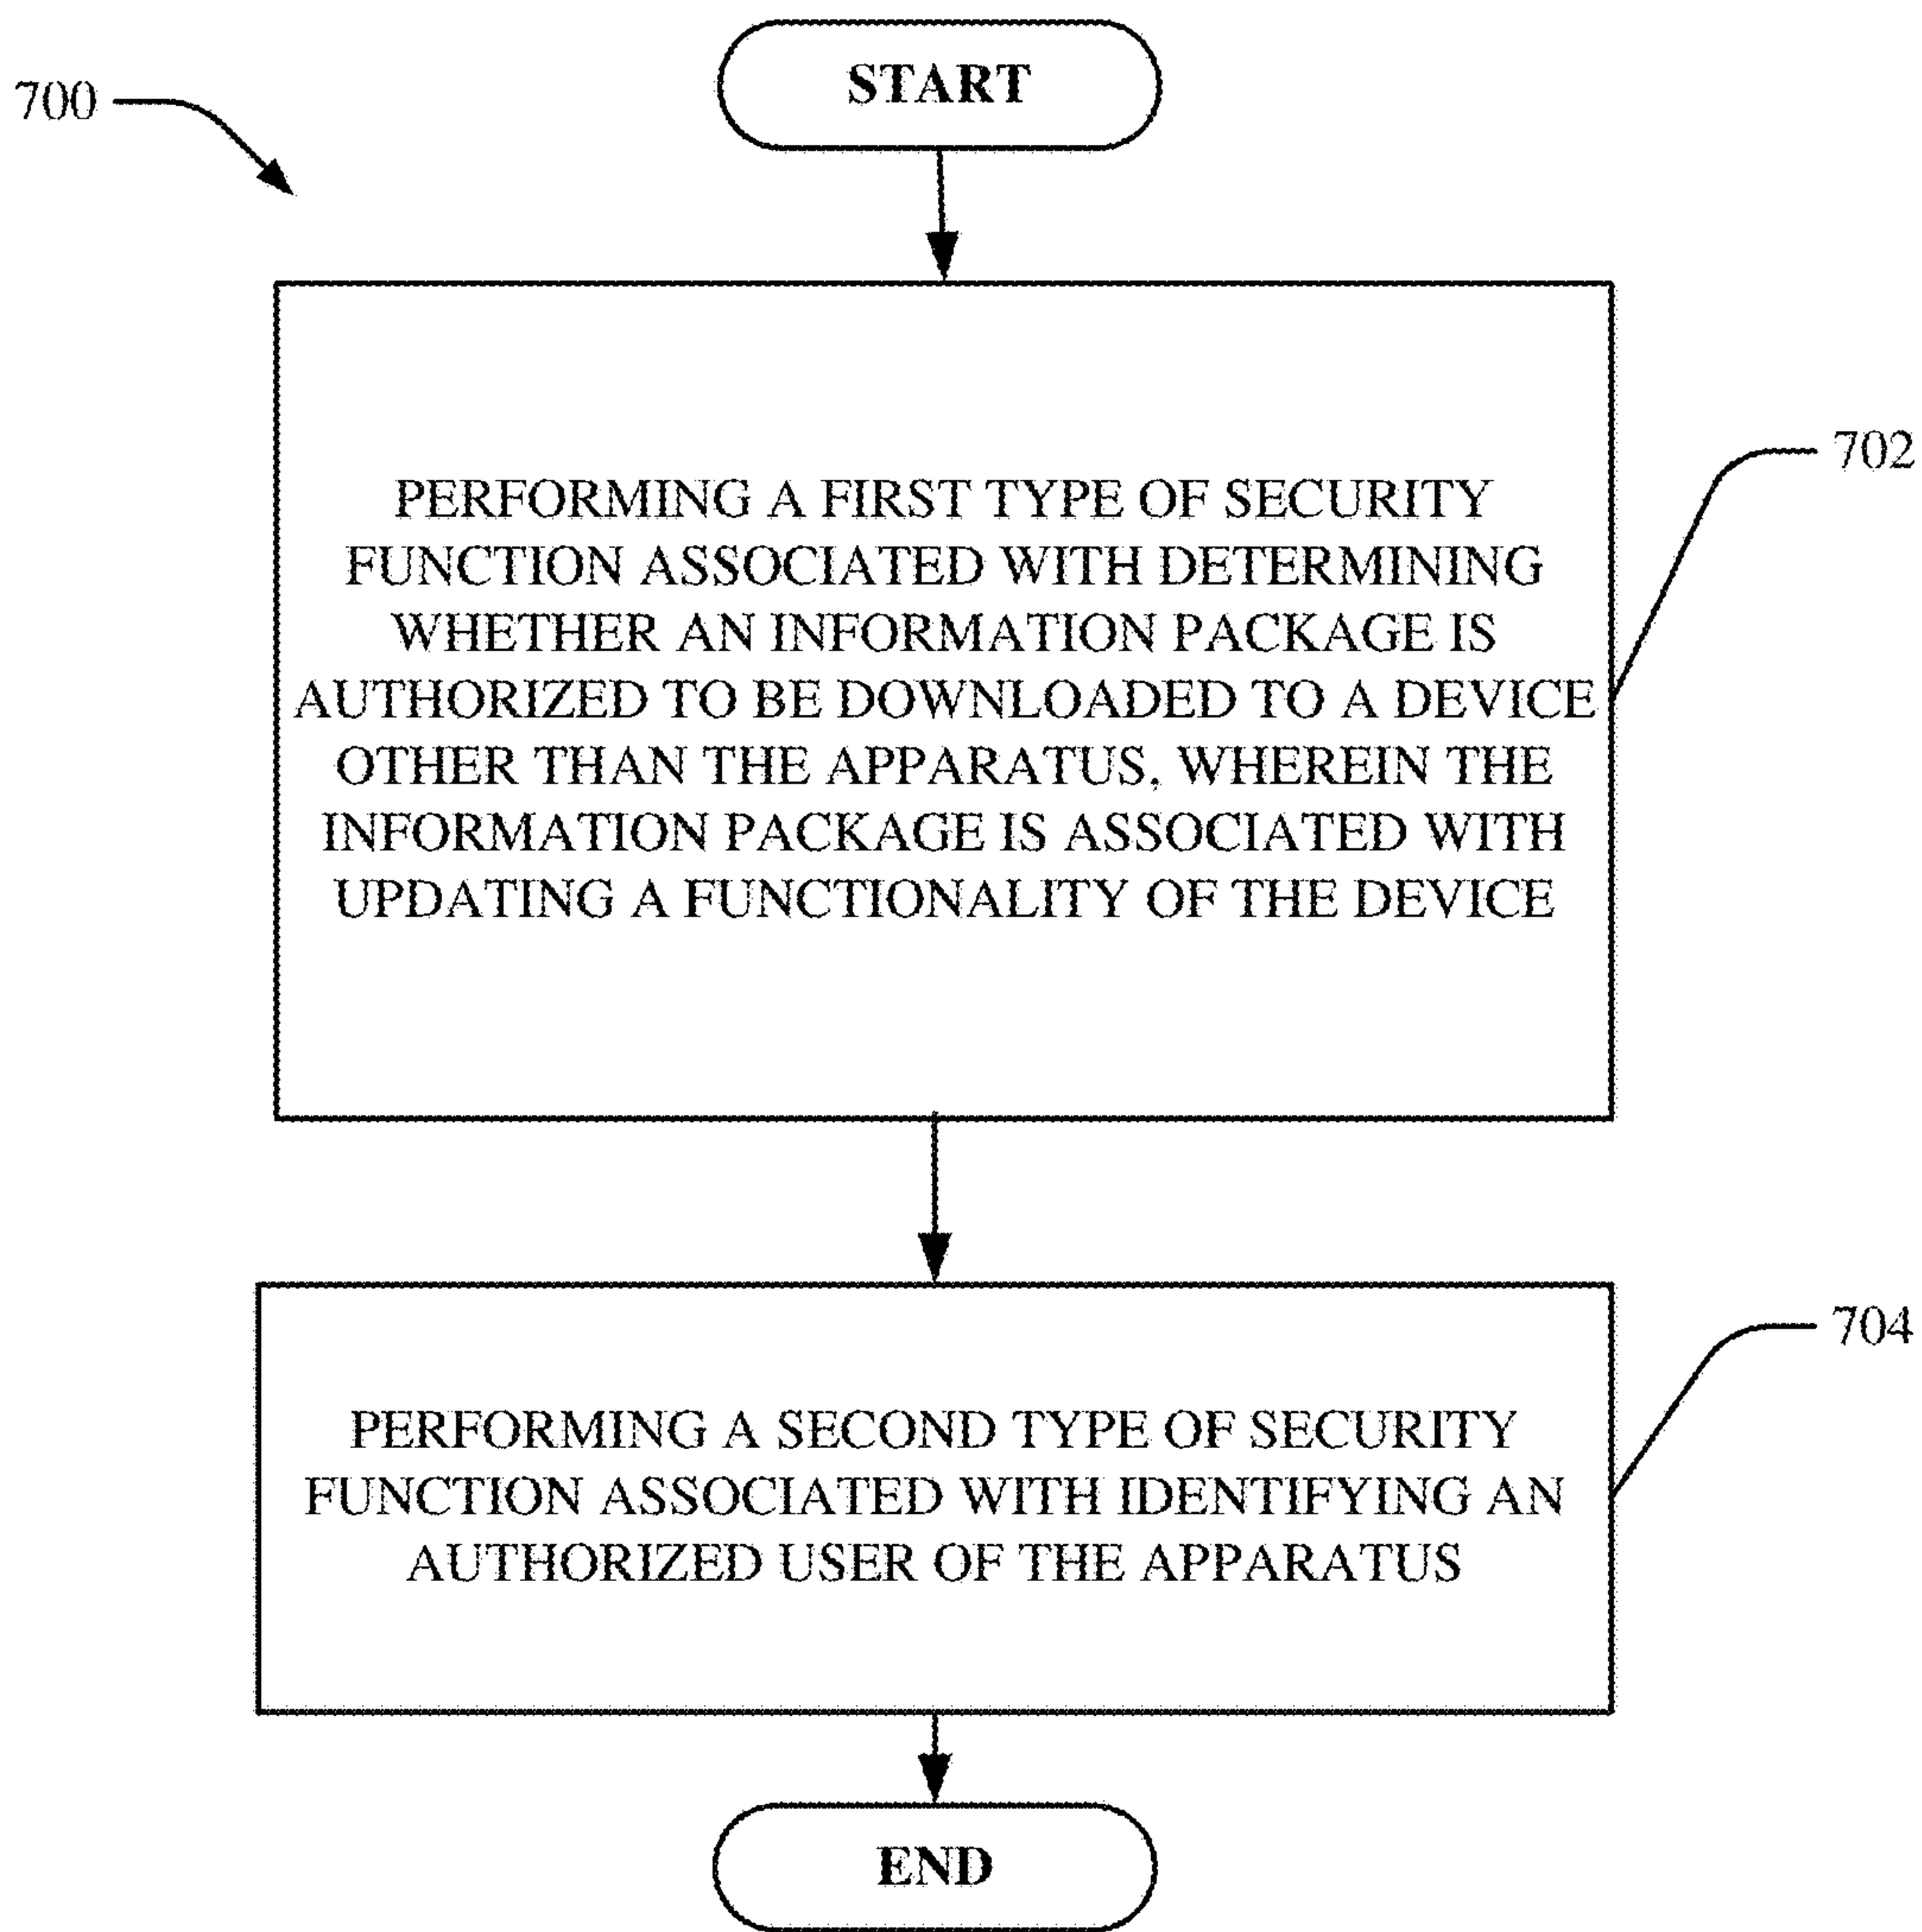 START
700
702
PERFORMING A FIRST TYPE OF SECURITY
FUNCTION ASSOCIATED WITH DETERMINING
WHETHER AN INFORMATION PACKAGE IS
AUTHORIZED TO BE DOWNLOADED TO A DEVICE
OTHER THAN THE APPARATUS, WHEREIN THE
INFORMATION PACKAGE IS ASSOCIATED WITH
UPDATING A FUNCTIONALITY OF THE DEVICE
704
PERFORMING A SECOND TYPE OF SECURITY
FUNCTION ASSOCIATED WITH IDENTIFYING AN
AUTHORIZED USER OF THE APPARATUS
END